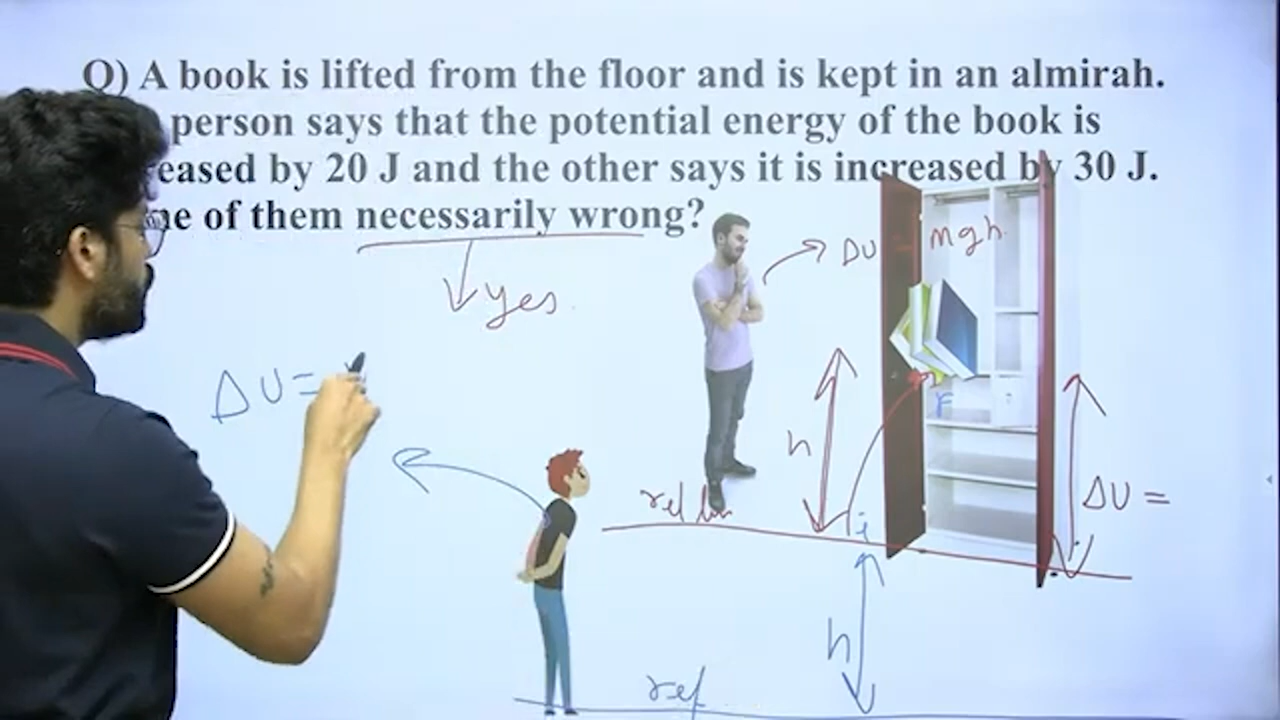 Q) A book is lifted from the floor and is kept in an almirah.
person says that the potential energy of the book is
eased by 20 J and the other says it is increased by 30 J.
ne of them necessarily wrong?
yes
ΔU = mgh
ΔU =
h
F
ΔU =
ref
i
h
ref